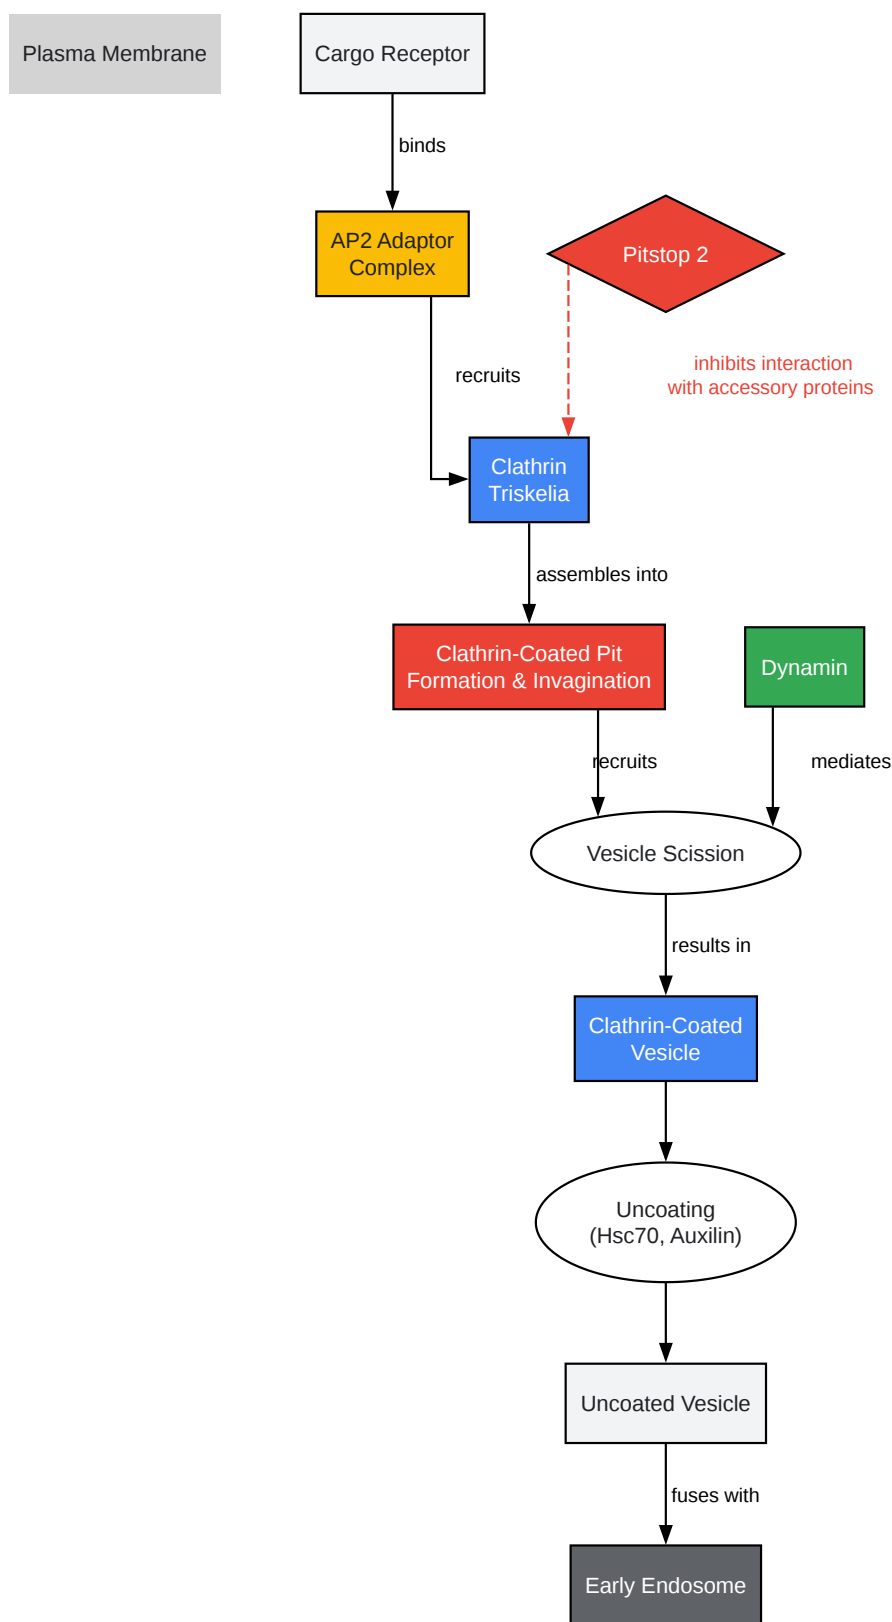 Plasma Membrane
Cargo Receptor
binds
AP2 Adaptor
Complex
Pitstop 2
inhibits interaction
with accessory proteins
recruits
Clathrin
Triskelia
assembles into
Clathrin-Coated Pit
Formation & Invagination
Dynamin
recruits
mediates
Vesicle Scission
results in
Clathrin-Coated
Vesicle
Uncoating
(Hsc70, Auxilin)
Uncoated Vesicle
fuses with
Early Endosome